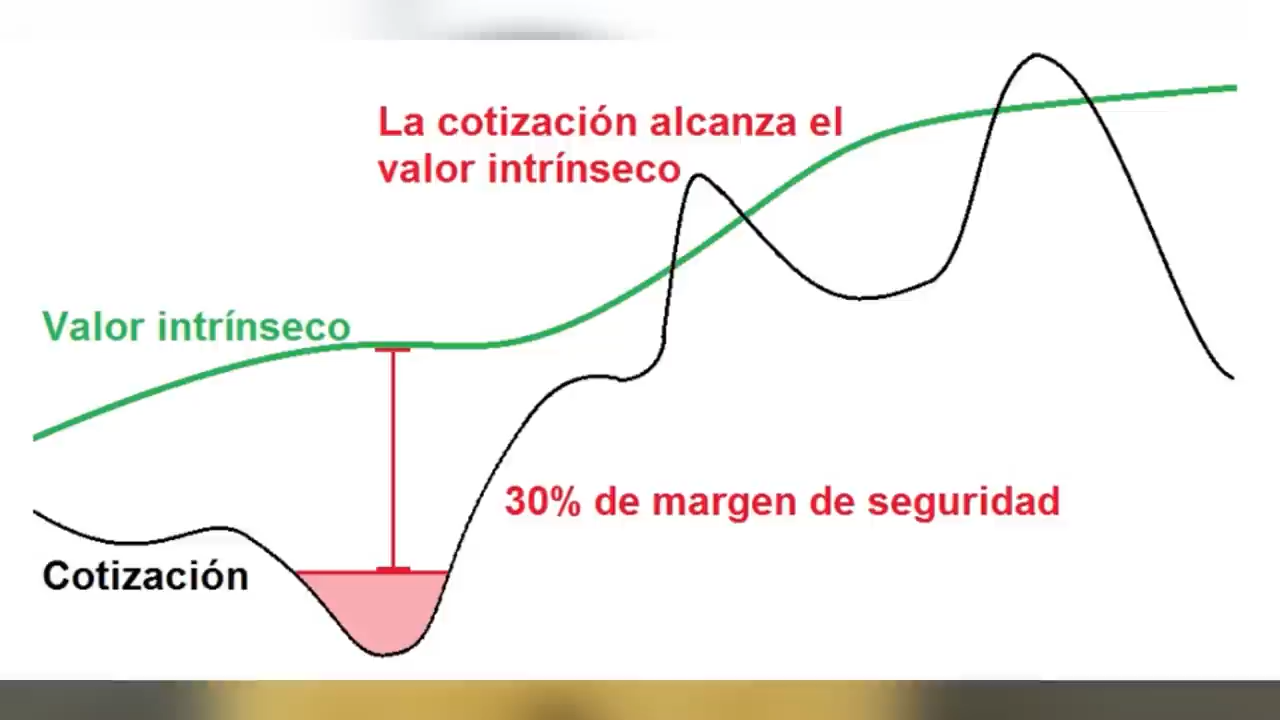 La cotización alcanza el
valor intrínseco
Valor intrínseco
30% de margen de seguridad
Cotización